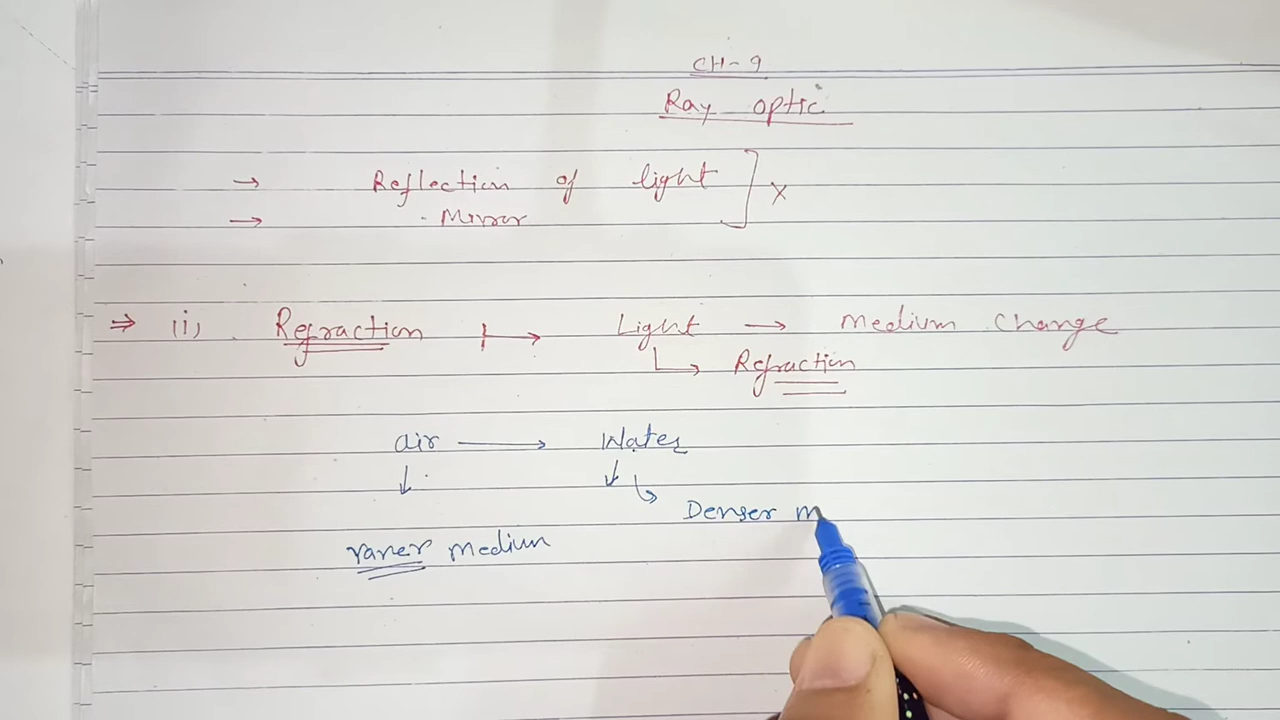 CH-9
Ray optic
→ Reflection of light ] x
→ · Mirror
⇒ (i), Refraction ↦ Light → medium change
↳ Refraction
air → Water
↓ ↓ ↳
Denser m
rarer medium